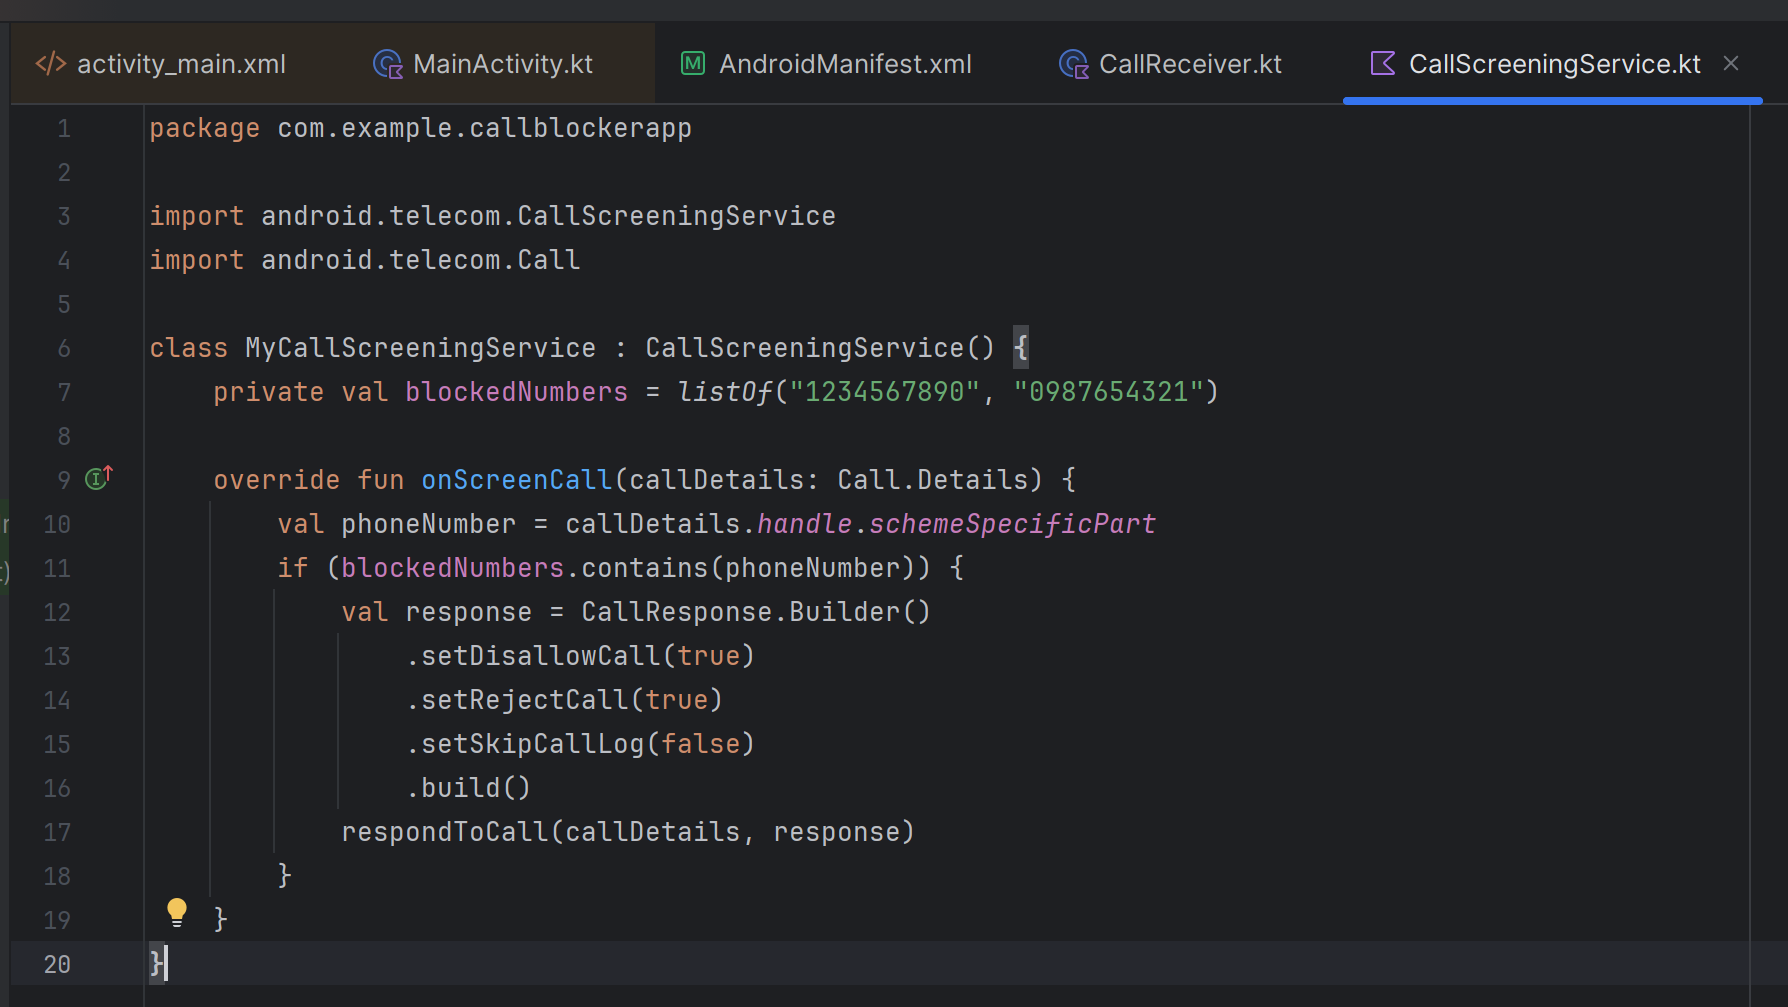 activity_main.xml MainActivity.kt AndroidManifest.xml CallReceiver.kt CallScreeningService.kt
1 package com.example.callblockerapp
2
3 import android.telecom.CallScreeningService
4 import android.telecom.Call
5
6 class MyCallScreeningService : CallScreeningService() {
7     private val blockedNumbers = listOf("1234567890", "0987654321")
8
9     override fun onScreenCall(callDetails: Call.Details) {
10         val phoneNumber = callDetails.handle.schemeSpecificPart
11         if (blockedNumbers.contains(phoneNumber)) {
12             val response = CallResponse.Builder()
13                 .setDisallowCall(true)
14                 .setRejectCall(true)
15                 .setSkipCallLog(false)
16                 .build()
17             respondToCall(callDetails, response)
18         }
19     }
20 }